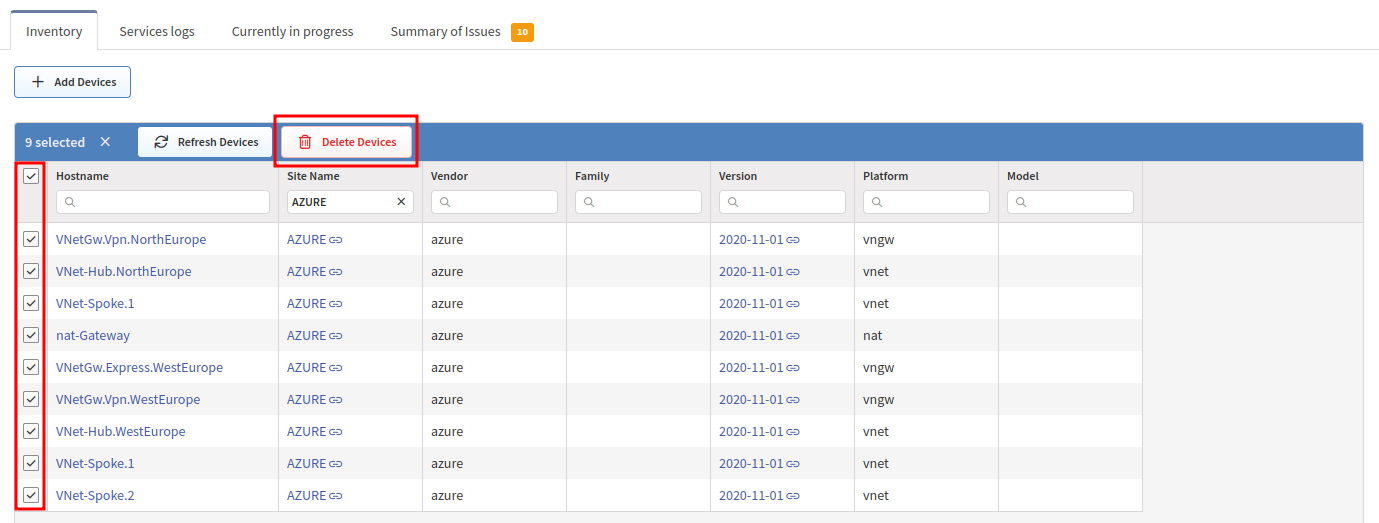 Inventory Services logs Currently in progress Summary of Issues 10
Add Devices
9 selected Refresh Devices Delete Devices
Hostname Site Name Vendor Family Version Platform Model
AZURE
VNetGw.Vpn.NorthEurope AZURE azure 2020-11-01 vngw
VNet-Hub.NorthEurope AZURE azure 2020-11-01 vnet
VNet-Spoke.1 AZURE azure 2020-11-01 vnet
nat-Gateway AZURE azure 2020-11-01 nat
VNetGw.Express.WestEurope AZURE azure 2020-11-01 vngw
VNetGw.Vpn.WestEurope AZURE azure 2020-11-01 vngw
VNet-Hub.WestEurope AZURE azure 2020-11-01 vnet
VNet-Spoke.1 AZURE azure 2020-11-01 vnet
VNet-Spoke.2 AZURE azure 2020-11-01 vnet